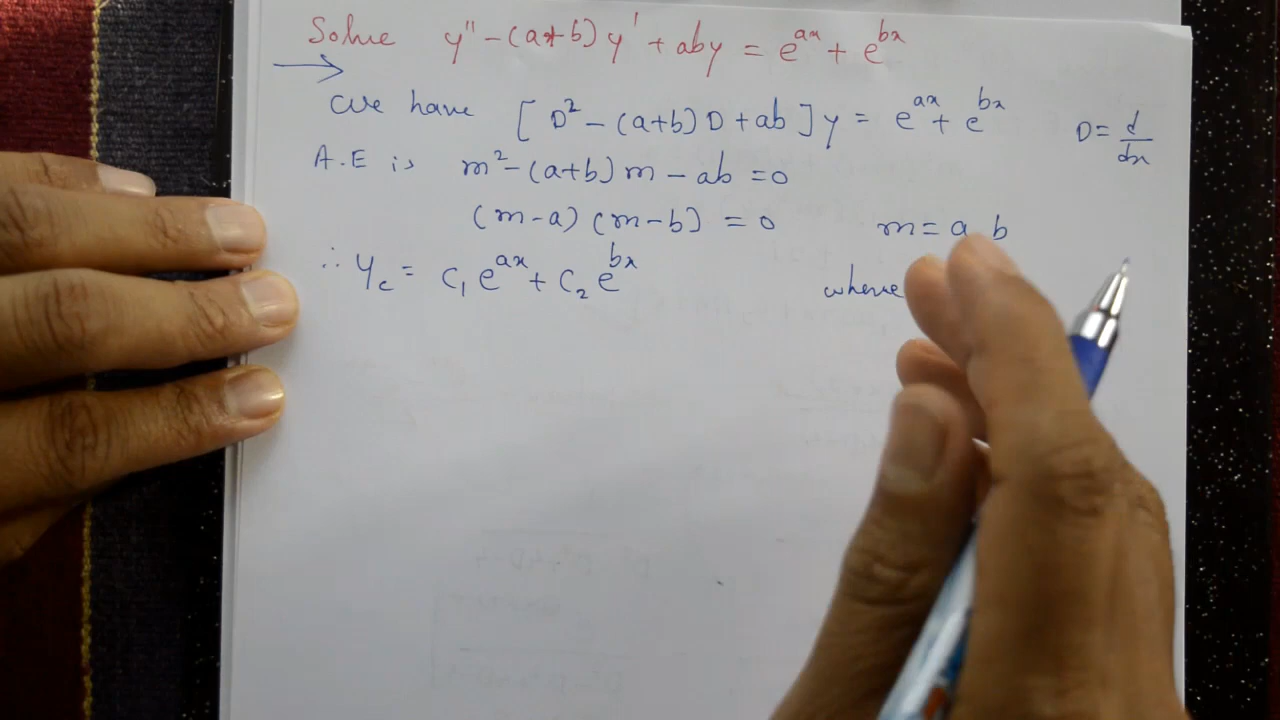 Solve y'' - (a+b) y' + aby = e^{ax} + e^{bx}
We have [ D² - (a+b) D + ab ] y = e^{ax} + e^{bx}
D = d/dx
A.E is m² - (a+b) m - ab = 0
(m-a) (m-b) = 0 m = a b
∴ y_c = c₁ e^{ax} + c₂ e^{bx} where